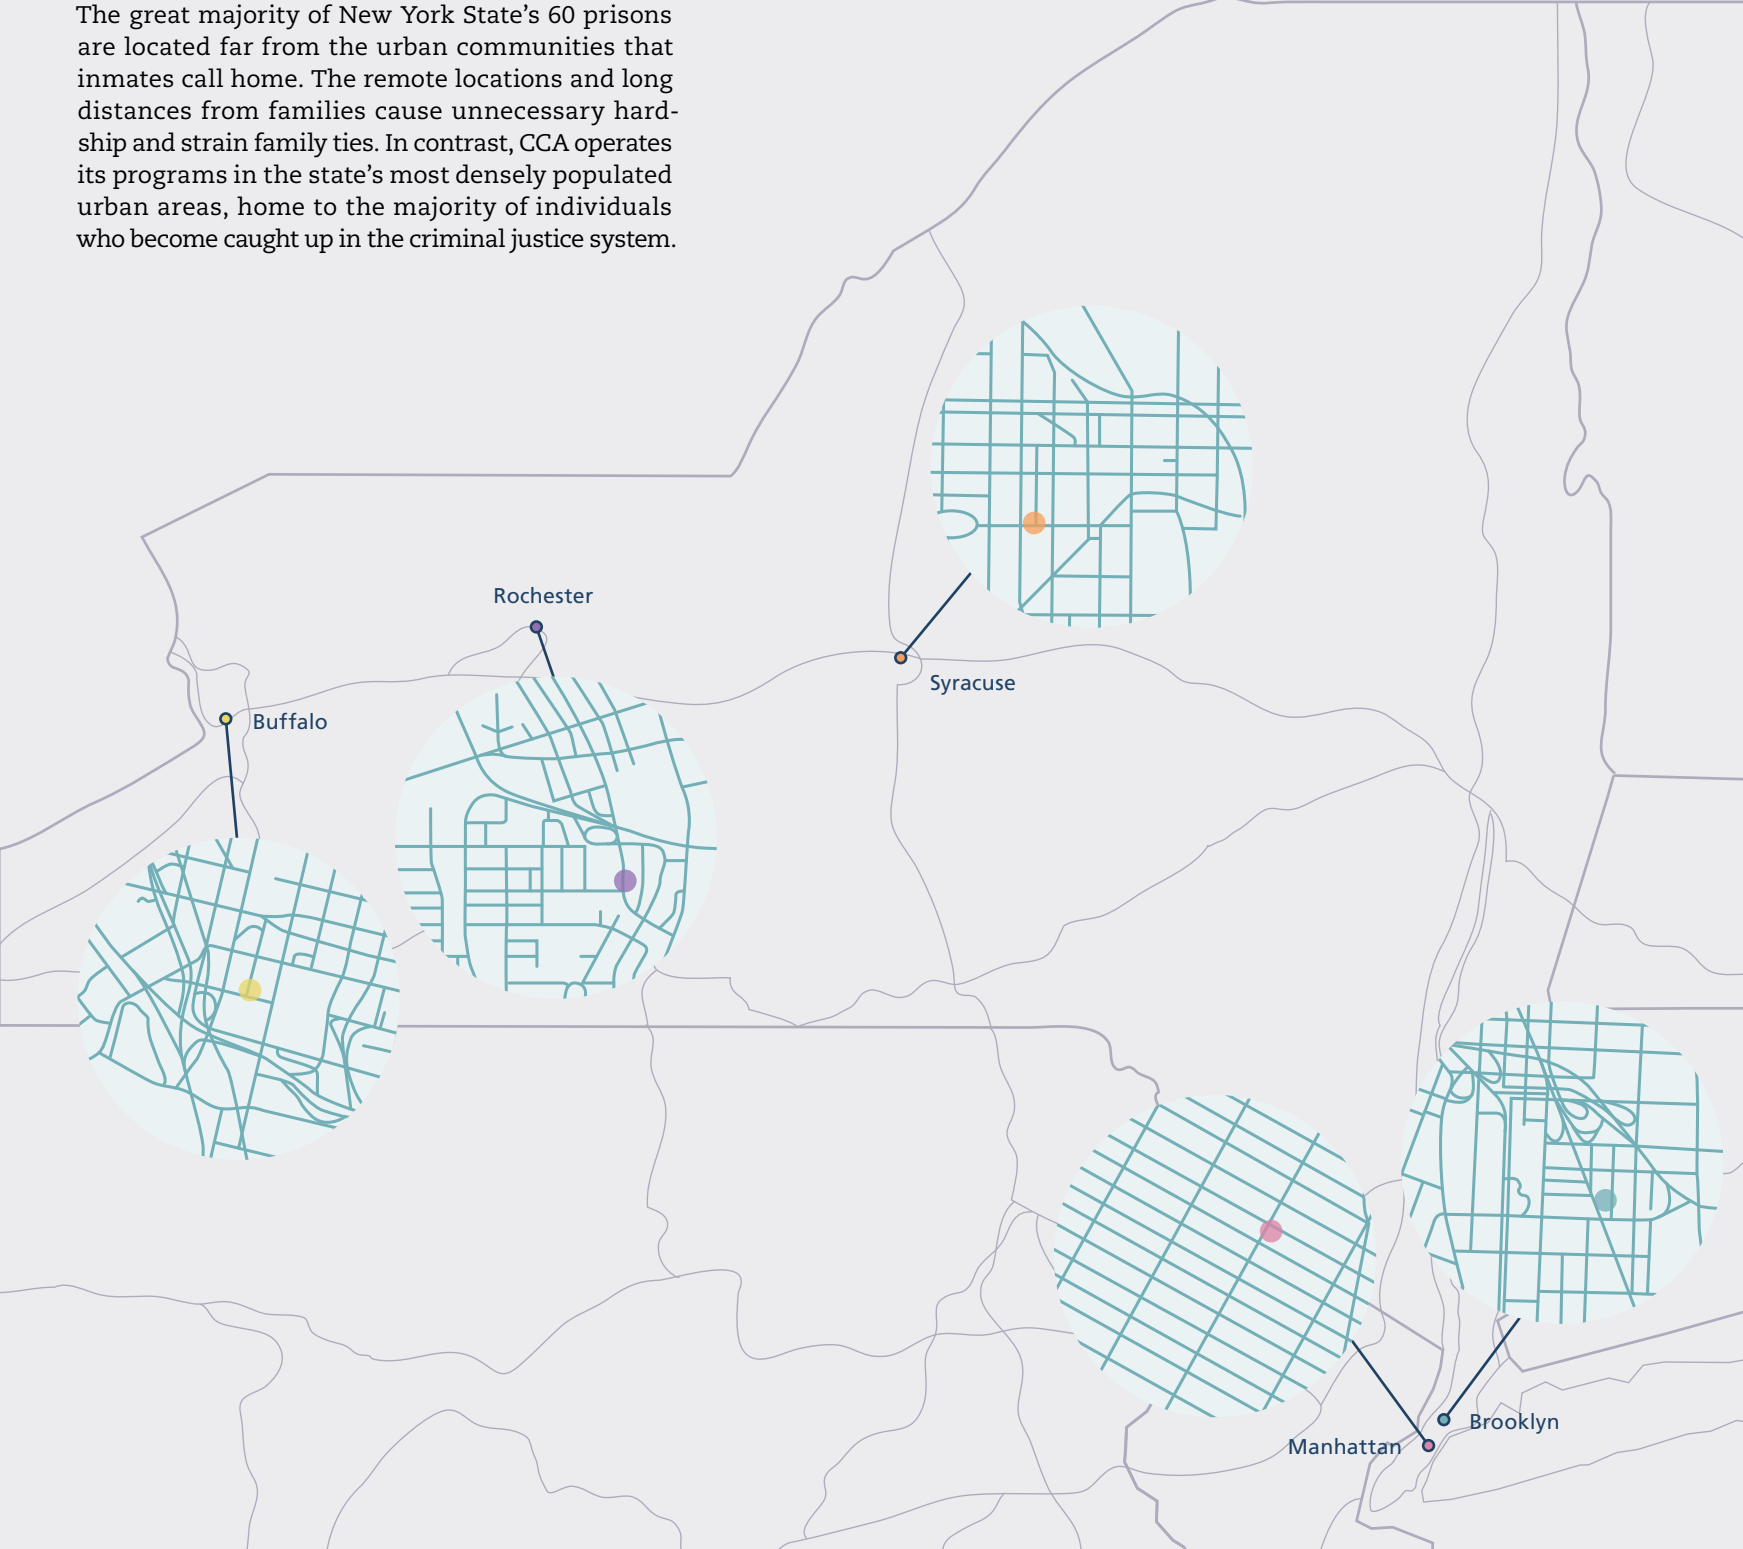 The great majority of New York State’s 60 prisons
are located far from the urban communities that
inmates call home. The remote locations and long
distances from families cause unnecessary hard-
ship and strain family ties. In contrast, CCA operates
its programs in the state’s most densely populated
urban areas, home to the majority of individuals
who become caught up in the criminal justice system.
Rochester
Syracuse
Buffalo
Brooklyn
Manhattan